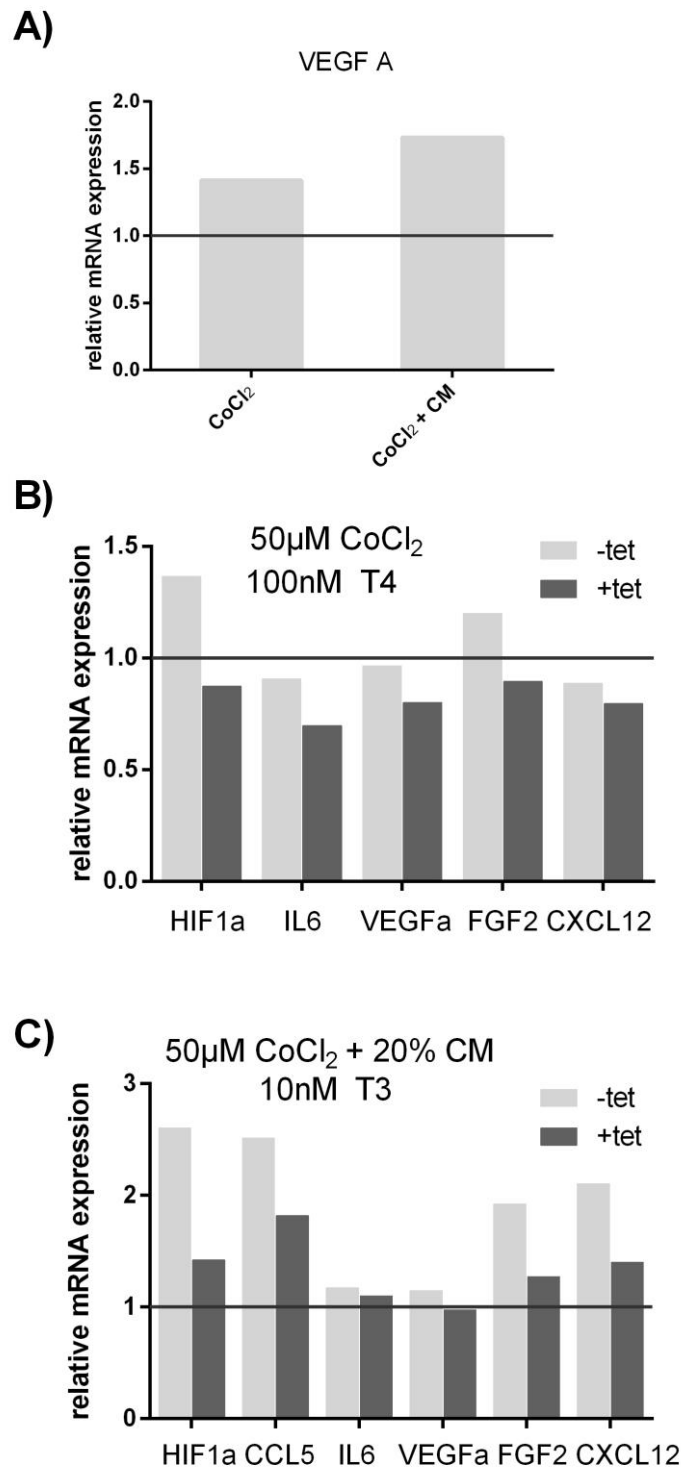 A)
VEGF A
relative mRNA expression
2.0
1.5
1.0
0.5
0.0
CoCl₂
CoCl₂ + CM
B)
50µM CoCl₂
100nM T4
-tet
+tet
relative mRNA expression
1.5
1.0
0.5
0.0
HIF1a IL6 VEGFa FGF2 CXCL12
C)
50µM CoCl₂ + 20% CM
10nM T3
-tet
+tet
relative mRNA expression
3
2
1
0
HIF1a CCL5 IL6 VEGFa FGF2 CXCL12